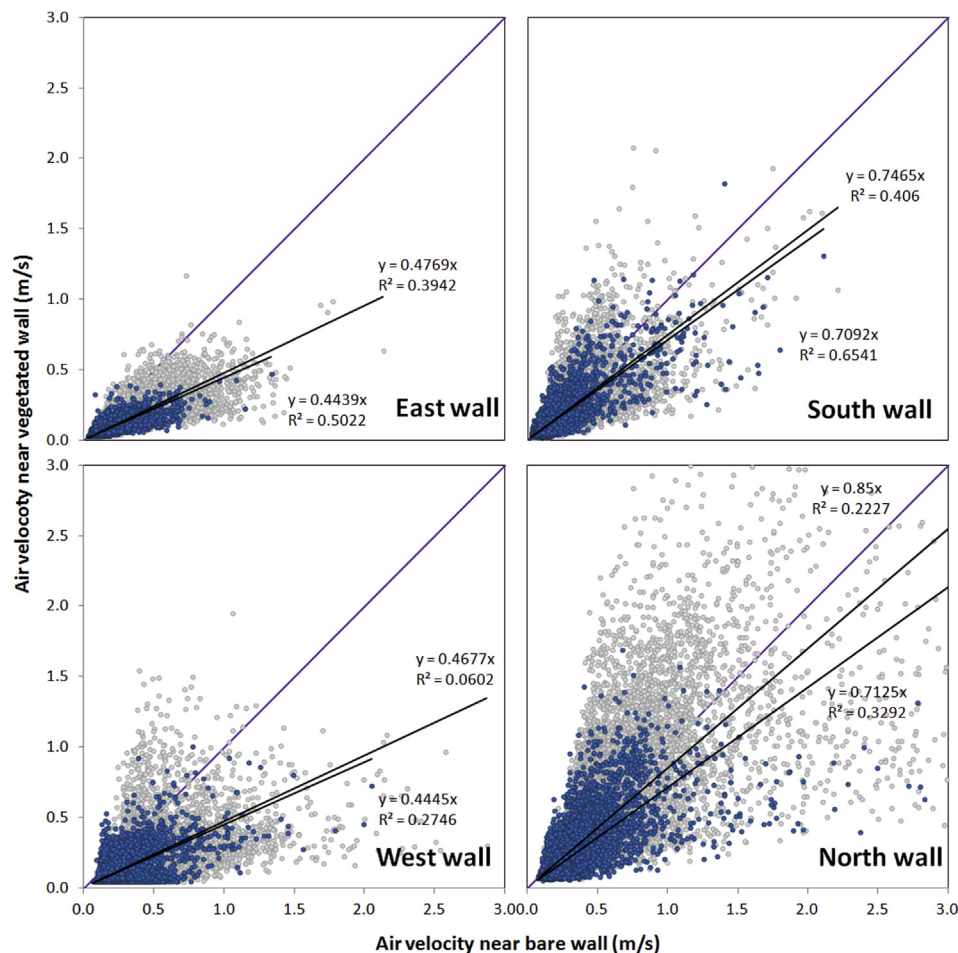 3.0
2.5
2.0
1.5
1.0
0.5
0.0
y = 0.4769x
R² = 0.3942
y = 0.4439x
R² = 0.5022
East wall
y = 0.7465x
R² = 0.406
y = 0.7092x
R² = 0.6541
South wall
Air velocoty near vegetated wall (m/s)
3.0
2.5
2.0
1.5
1.0
0.5
0.0
y = 0.4677x
R² = 0.0602
y = 0.4445x
R² = 0.2746
West wall
y = 0.85x
R² = 0.2227
y = 0.7125x
R² = 0.3292
North wall
0.0 0.5 1.0 1.5 2.0 2.5 3.0
0.0 0.5 1.0 1.5 2.0 2.5 3.0
Air velocity near bare wall (m/s)